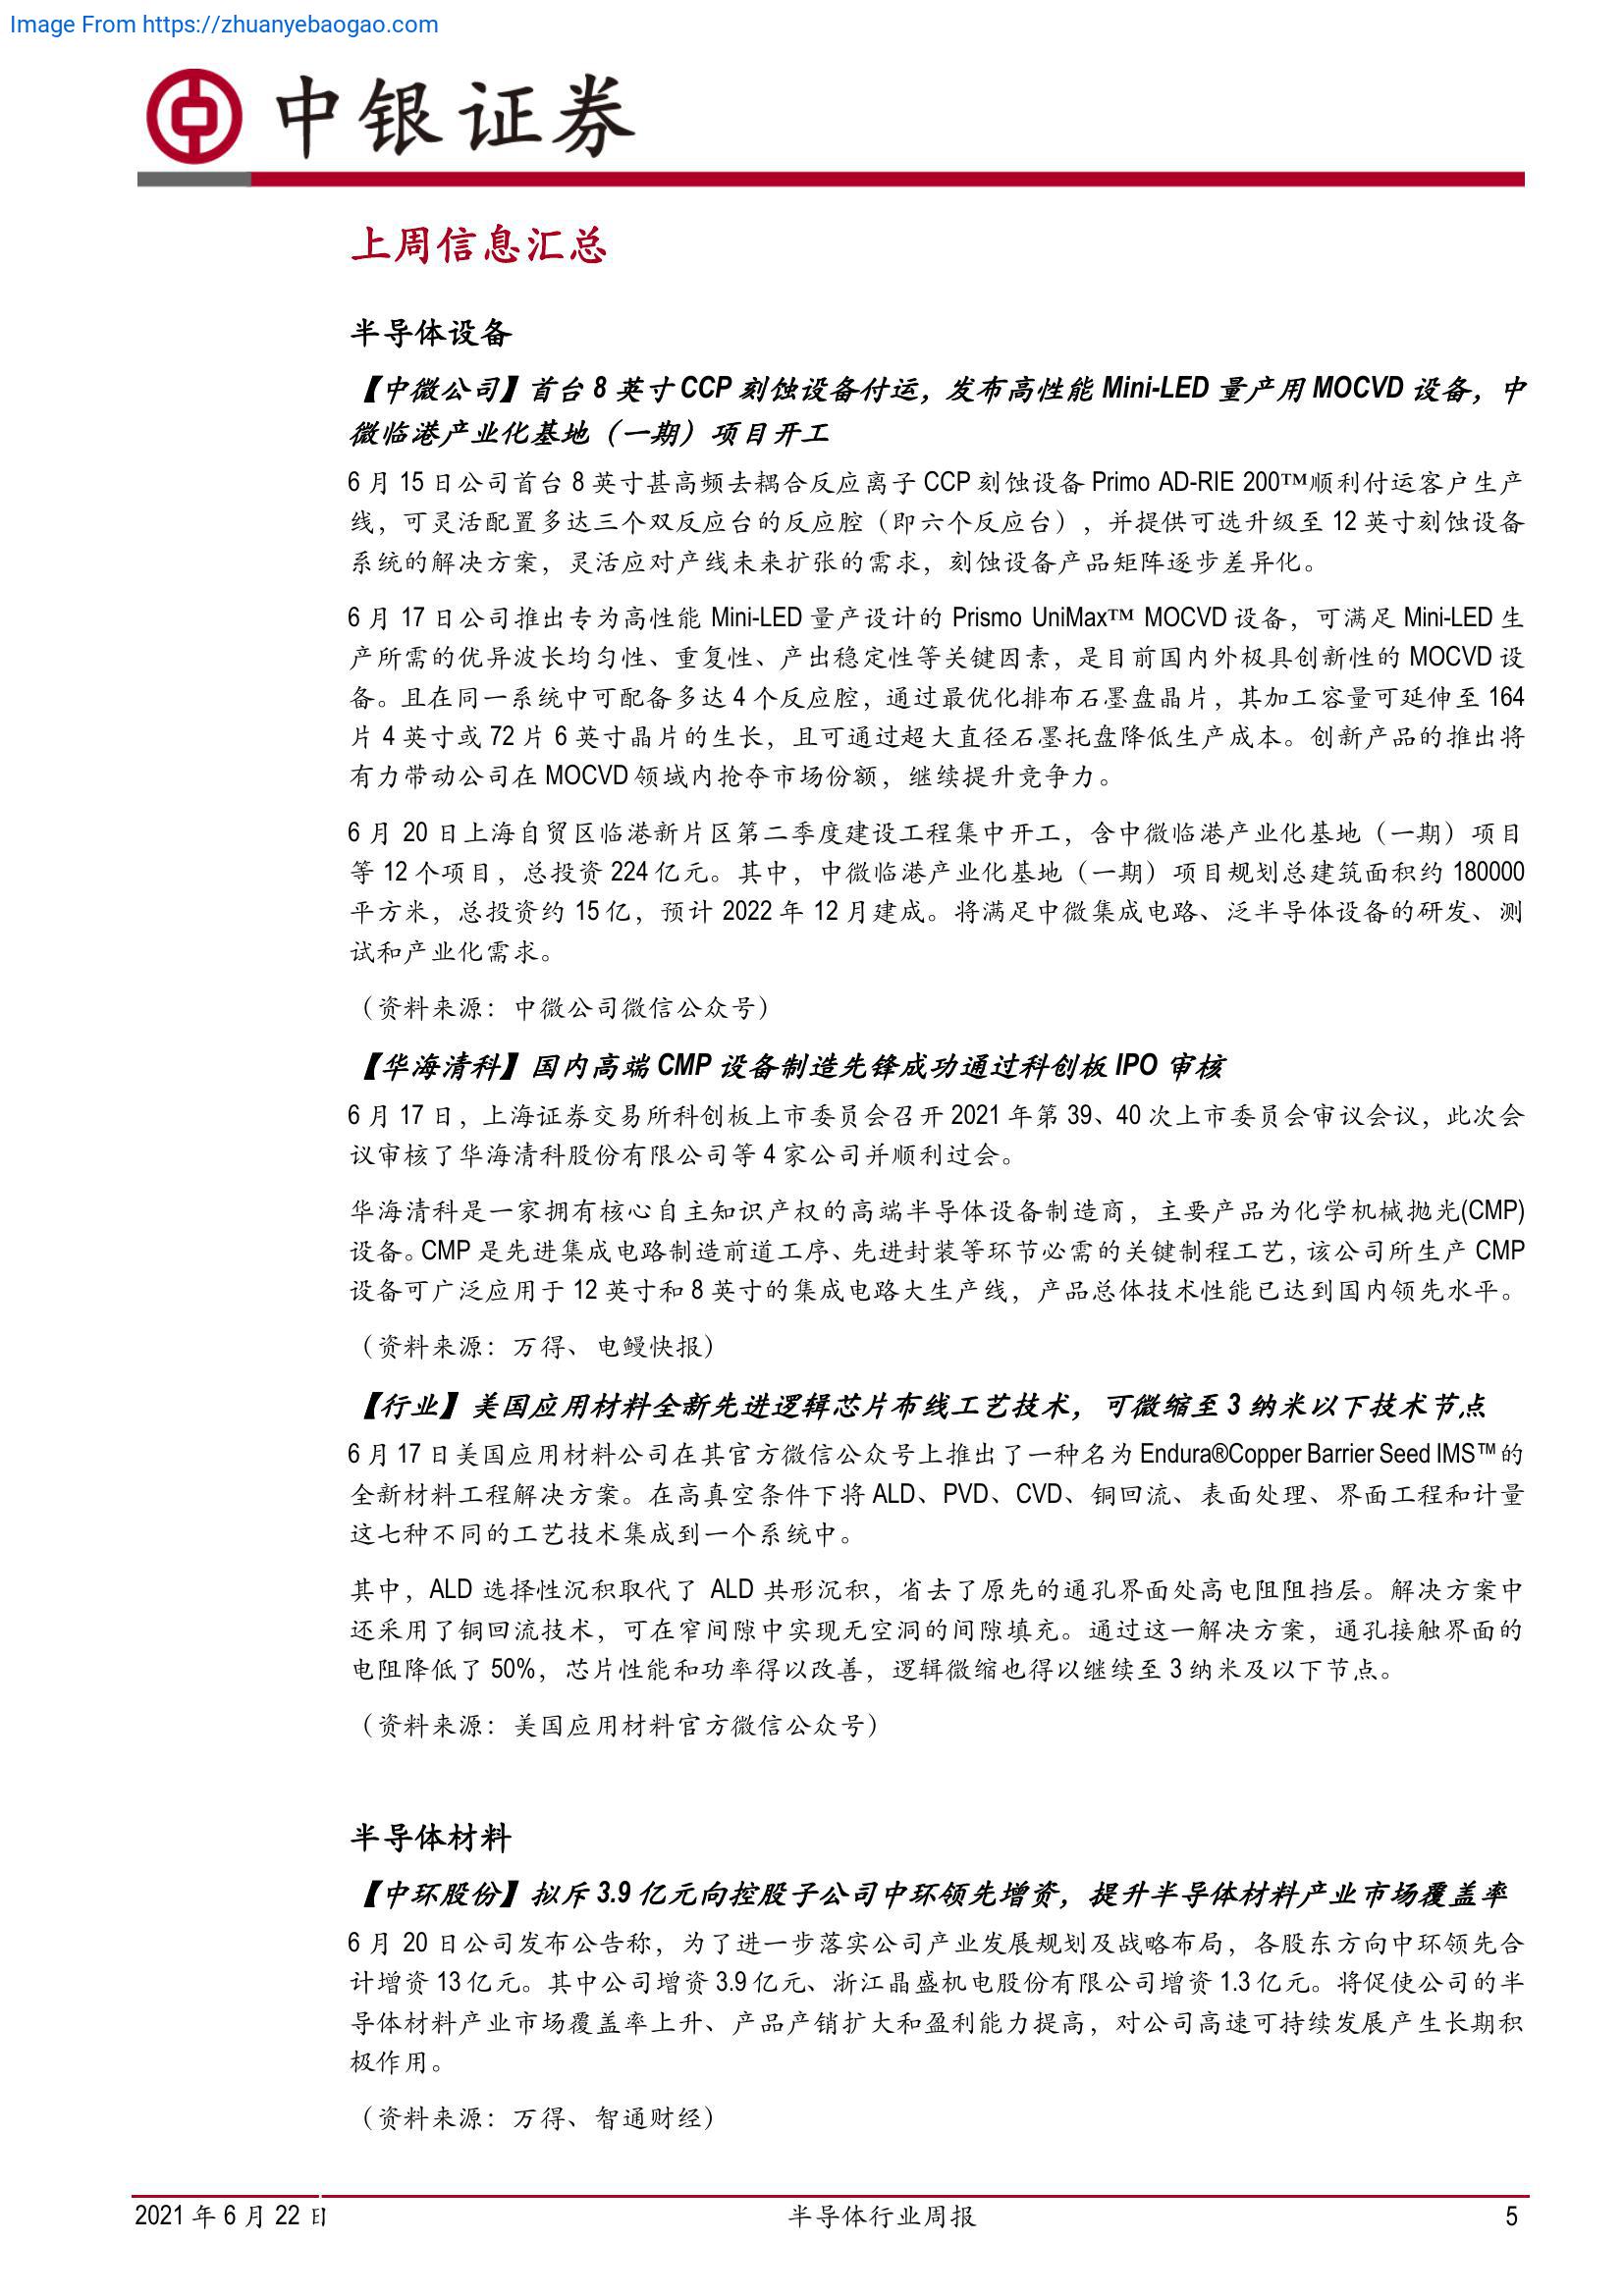 Image From https://zhuanyebaogao.com
中银证券
上周信息汇总
半导体设备
【中微公司】首台 8 英寸 CCP 刻蚀设备付运，发布高性能 Mini-LED 量产用 MOCVD 设备，中
微临港产业化基地（一期）项目开工
6 月 15 日公司首台 8 英寸甚高频去耦合反应离子 CCP 刻蚀设备 Primo AD-RIE 200™顺利付运客户生产
线，可灵活配置多达三个双反应台的反应腔（即六个反应台），并提供可选升级至 12 英寸刻蚀设备
系统的解决方案，灵活应对产线未来扩张的需求，刻蚀设备产品矩阵逐步差异化。
6 月 17 日公司推出专为高性能 Mini-LED 量产设计的 Prismo UniMax™ MOCVD 设备，可满足 Mini-LED 生
产所需的优异波长均匀性、重复性、产出稳定性等关键因素，是目前国内外极具创新性的 MOCVD 设
备。且在同一系统中可配备多达 4 个反应腔，通过最优化排布石墨盘晶片，其加工容量可延伸至 164
片 4 英寸或 72 片 6 英寸晶片的生长，且可通过超大直径石墨托盘降低生产成本。创新产品的推出将
有力带动公司在 MOCVD 领域内抢夺市场份额，继续提升竞争力。
6 月 20 日上海自贸区临港新片区第二季度建设工程集中开工，含中微临港产业化基地（一期）项目
等 12 个项目，总投资 224 亿元。其中，中微临港产业化基地（一期）项目规划总建筑面积约 180000
平方米，总投资约 15 亿，预计 2022 年 12 月建成。将满足中微集成电路、泛半导体设备的研发、测
试和产业化需求。
（资料来源：中微公司微信公众号）
【华海清科】国内高端 CMP 设备制造先锋成功通过科创板 IPO 审核
6 月 17 日，上海证券交易所科创板上市委员会召开 2021 年第 39、40 次上市委员会审议会议，此次会
议审核了华海清科股份有限公司等 4 家公司并顺利过会。
华海清科是一家拥有核心自主知识产权的高端半导体设备制造商，主要产品为化学机械抛光(CMP)
设备。CMP 是先进集成电路制造前道工序、先进封装等环节必需的关键制程工艺，该公司所生产 CMP
设备可广泛应用于 12 英寸和 8 英寸的集成电路大生产线，产品总体技术性能已达到国内领先水平。
（资料来源：万得、电鳗快报）
【行业】美国应用材料全新先进逻辑芯片布线工艺技术，可微缩至 3 纳米以下技术节点
6 月 17 日美国应用材料公司在其官方微信公众号上推出了一种名为 Endura®Copper Barrier Seed IMS™的
全新材料工程解决方案。在高真空条件下将 ALD、PVD、CVD、铜回流、表面处理、界面工程和计量
这七种不同的工艺技术集成到一个系统中。
其中，ALD 选择性沉积取代了 ALD 共形沉积，省去了原先的通孔界面处高电阻阻挡层。解决方案中
还采用了铜回流技术，可在窄间隙中实现无空洞的间隙填充。通过这一解决方案，通孔接触界面的
电阻降低了 50%，芯片性能和功率得以改善，逻辑微缩也得以继续至 3 纳米及以下节点。
（资料来源：美国应用材料官方微信公众号）
半导体材料
【中环股份】拟斥 3.9 亿元向控股子公司中环领先增资，提升半导体材料产业市场覆盖率
6 月 20 日公司发布公告称，为了进一步落实公司产业发展规划及战略布局，各股东方向中环领先合
计增资 13 亿元。其中公司增资 3.9 亿元、浙江晶盛机电股份有限公司增资 1.3 亿元。将促使公司的半
导体材料产业市场覆盖率上升、产品产销扩大和盈利能力提高，对公司高速可持续发展产生长期积
极作用。
（资料来源：万得、智通财经）
2021 年 6 月 22 日 半导体行业周报 5